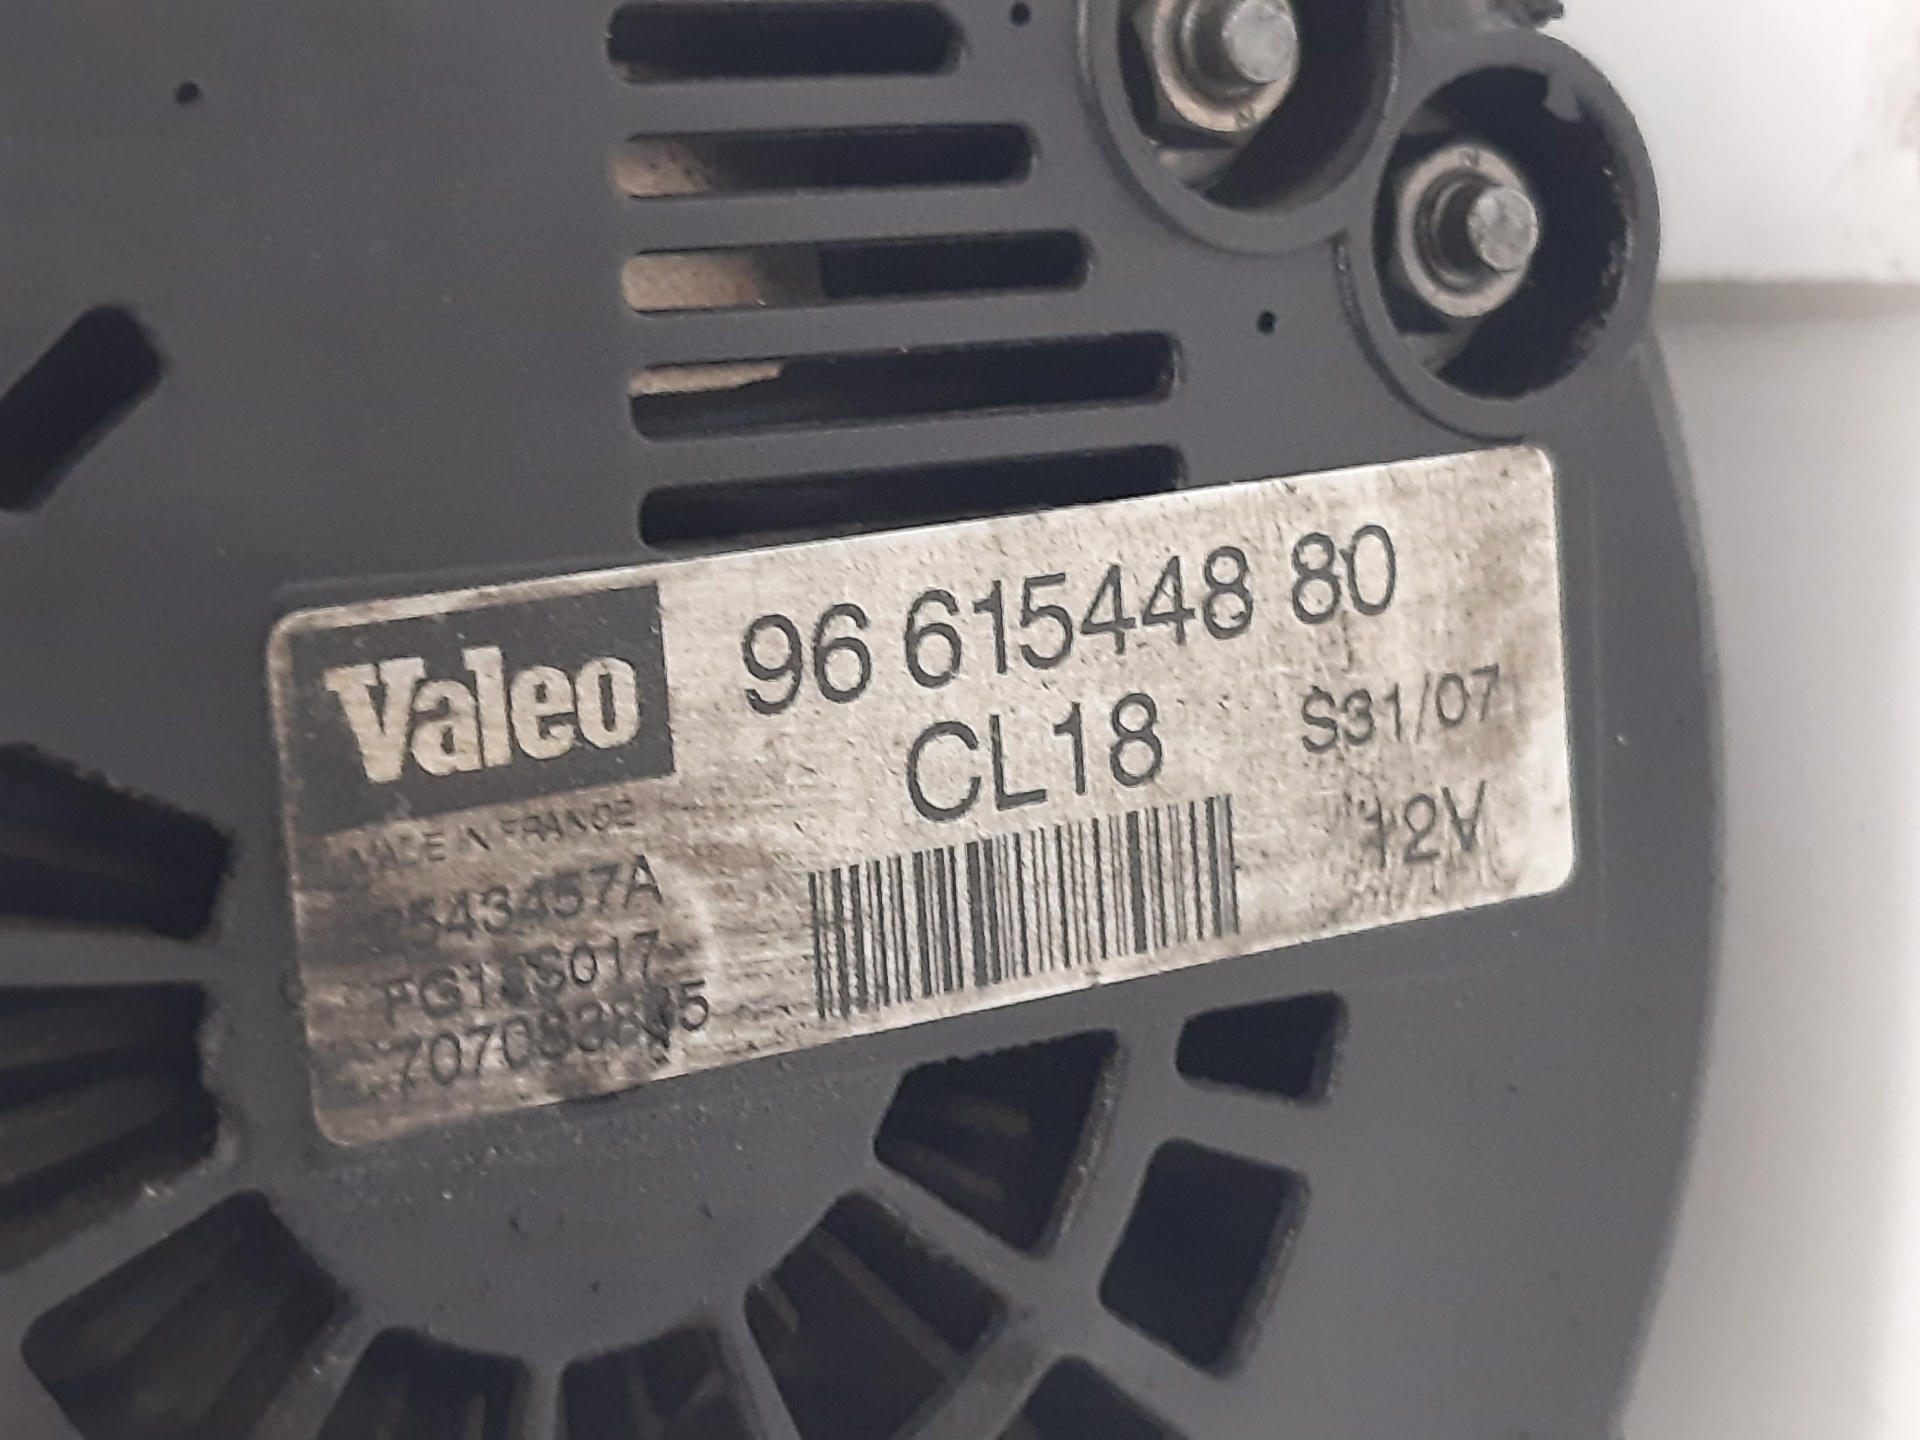 Valeo
96 615448 80
CL18
S31/07
12V
MADE IN FRANCE